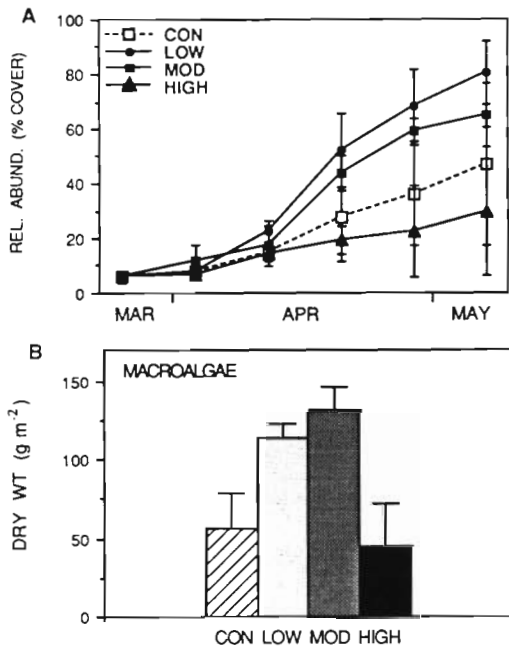 A
100
80
60
40
20
0
REL. ABUND. (% COVER)
CON
LOW
MOD
HIGH
MAR APR MAY
B
MACROALGAE
150
100
50
0
DRY WT (g m⁻²)
CON LOW MOD HIGH